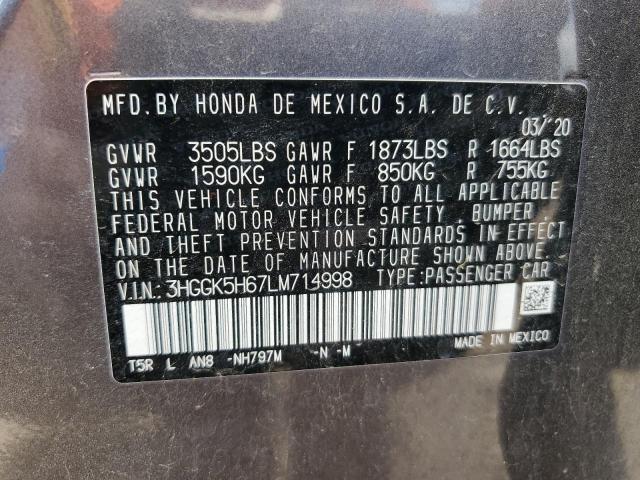 MFD.BY HONDA DE MEXICO S.A. DE C.V.
03/20
GVWR 3505LBS GAWR F 1873LBS R 1664LBS
GVWR 1590KG GAWR F 850KG R 755KG
THIS VEHICLE CONFORMS TO ALL APPLICABLE
FEDERAL MOTOR VEHICLE SAFETY, BUMPER,
AND THEFT PREVENTION STANDARDS IN EFFECT
ON THE DATE OF MANUFACTURE SHOWN ABOVE.
V.I.N.: 3HGGK5H67LM714998 TYPE:PASSENGER CAR
T5R L AN8 -NH797M -N -M MADE IN MEXICO